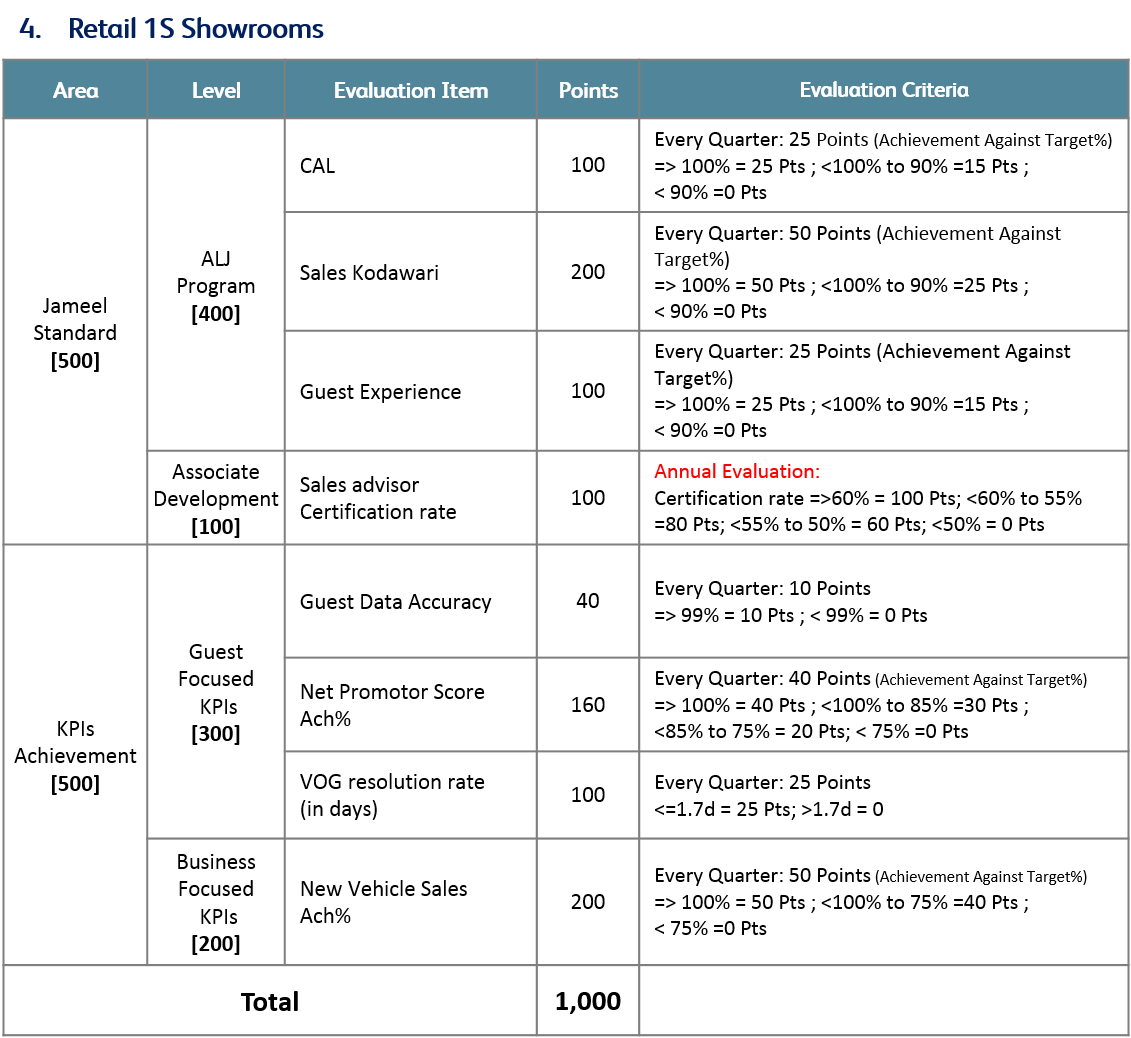 4. Retail 1S Showrooms
Area Level Evaluation Item Points Evaluation Criteria
Jameel
Standard
[500]
ALJ
Program
[400]
CAL
100
Every Quarter: 25 Points (Achievement Against Target%)
=> 100% = 25 Pts ; <100% to 90% =15 Pts ;
< 90% =0 Pts
Sales Kodawari
200
Every Quarter: 50 Points (Achievement Against
Target%)
=> 100% = 50 Pts ; <100% to 90% =25 Pts ;
< 90% =0 Pts
Guest Experience
100
Every Quarter: 25 Points (Achievement Against
Target%)
=> 100% = 25 Pts ; <100% to 90% =15 Pts ;
< 90% =0 Pts
Associate
Development
[100]
Sales advisor
Certification rate
100
Annual Evaluation:
Certification rate =>60% = 100 Pts; <60% to 55%
=80 Pts; <55% to 50% = 60 Pts; <50% = 0 Pts
KPIs
Achievement
[500]
Guest
Focused
KPIs
[300]
Guest Data Accuracy
40
Every Quarter: 10 Points
=> 99% = 10 Pts ; < 99% = 0 Pts
Net Promotor Score
Ach%
160
Every Quarter: 40 Points (Achievement Against Target%)
=> 100% = 40 Pts ; <100% to 85% =30 Pts ;
<85% to 75% = 20 Pts; < 75% =0 Pts
VOG resolution rate
(in days)
100
Every Quarter: 25 Points
<=1.7d = 25 Pts; >1.7d = 0
Business
Focused
KPIs
[200]
New Vehicle Sales
Ach%
200
Every Quarter: 50 Points (Achievement Against Target%)
=> 100% = 50 Pts ; <100% to 75% =40 Pts ;
< 75% =0 Pts
Total 1,000